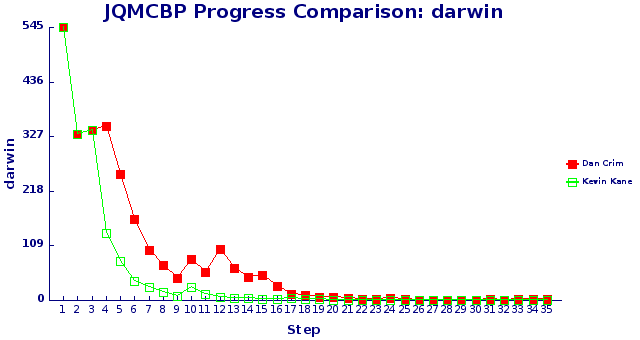 JQMCBP Progress Comparison: darwin
545
436
327
218
109
0
darwin
1 2 3 4 5 6 7 8 9 10 11 12 13 14 15 16 17 18 19 20 21 22 23 24 25 26 27 28 29 30 31 32 33 34 35
Step
Dan Crim
Kevin Kane